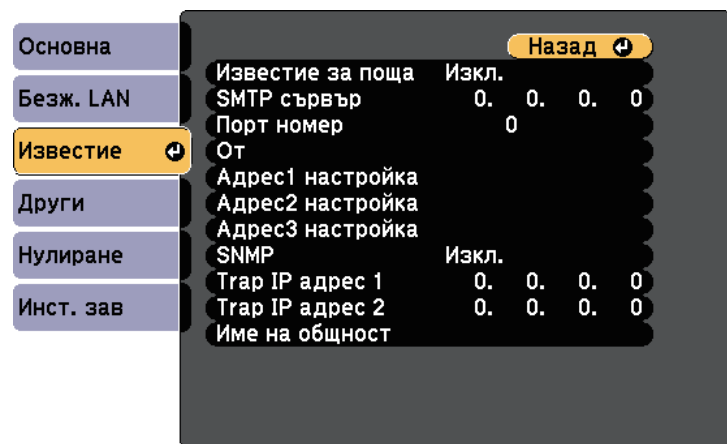 Основна
Безж. LAN
Известие
Други
Нулиране
Инст. зав
Назад
Известие за поща Изкл.
SMTP сървър 0. 0. 0. 0
Порт номер 0
От
Адрес1 настройка
Адрес2 настройка
Адрес3 настройка
SNMP Изкл.
Trap IP адрес 1 0. 0. 0. 0
Trap IP адрес 2 0. 0. 0. 0
Име на общност